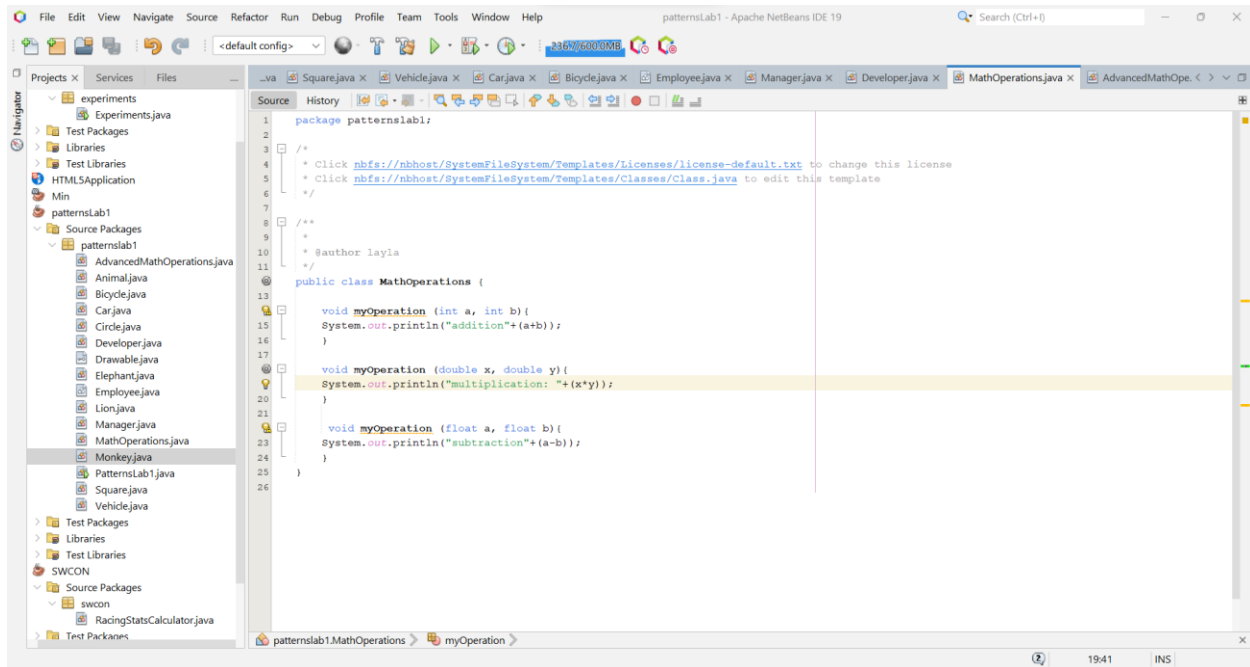 File Edit View Navigate Source Refactor Run Debug Profile Team Tools Window Help
patternsLab1 - Apache NetBeans IDE 19
Search (Ctrl+I)
<default config>
236.7/600.0MB
Projects
Services
Files
...va
Square.java
Vehicle.java
Car.java
Bicycle.java
Employee.java
Manager.java
Developer.java
MathOperations.java
AdvancedMathOpe.
Navigator
experiments
Experiments.java
Test Packages
Libraries
Test Libraries
HTML5Application
Min
patternsLab1
Source Packages
patternslab1
AdvancedMathOperations.java
Animal.java
Bicycle.java
Car.java
Circle.java
Developer.java
Drawable.java
Elephant.java
Employee.java
Lion.java
Manager.java
MathOperations.java
Monkey.java
PatternsLab1.java
Square.java
Vehicle.java
Test Packages
Libraries
Test Libraries
SWCON
Source Packages
swcon
RacingStatsCalculator.java
Test Packages
Source History
1 package patternslab1;
2
3 /*
4 * Click nbfs://nbhost/SystemFileSystem/Templates/Licenses/license-default.txt to change this license
5 * Click nbfs://nbhost/SystemFileSystem/Templates/Classes/Class.java to edit this template
6 */
7
8 /**
9 *
10 * @author layla
11 */
public class MathOperations {
13
void myOperation (int a, int b){
15 System.out.println("addition"+(a+b));
16 }
17
void myOperation (double x, double y){
System.out.println("multiplication: "+(x*y));
20 }
21
void myOperation (float a, float b){
23 System.out.println("subtraction"+(a-b));
24 }
25 }
26
patternslab1.MathOperations
myOperation
2
19:41
INS